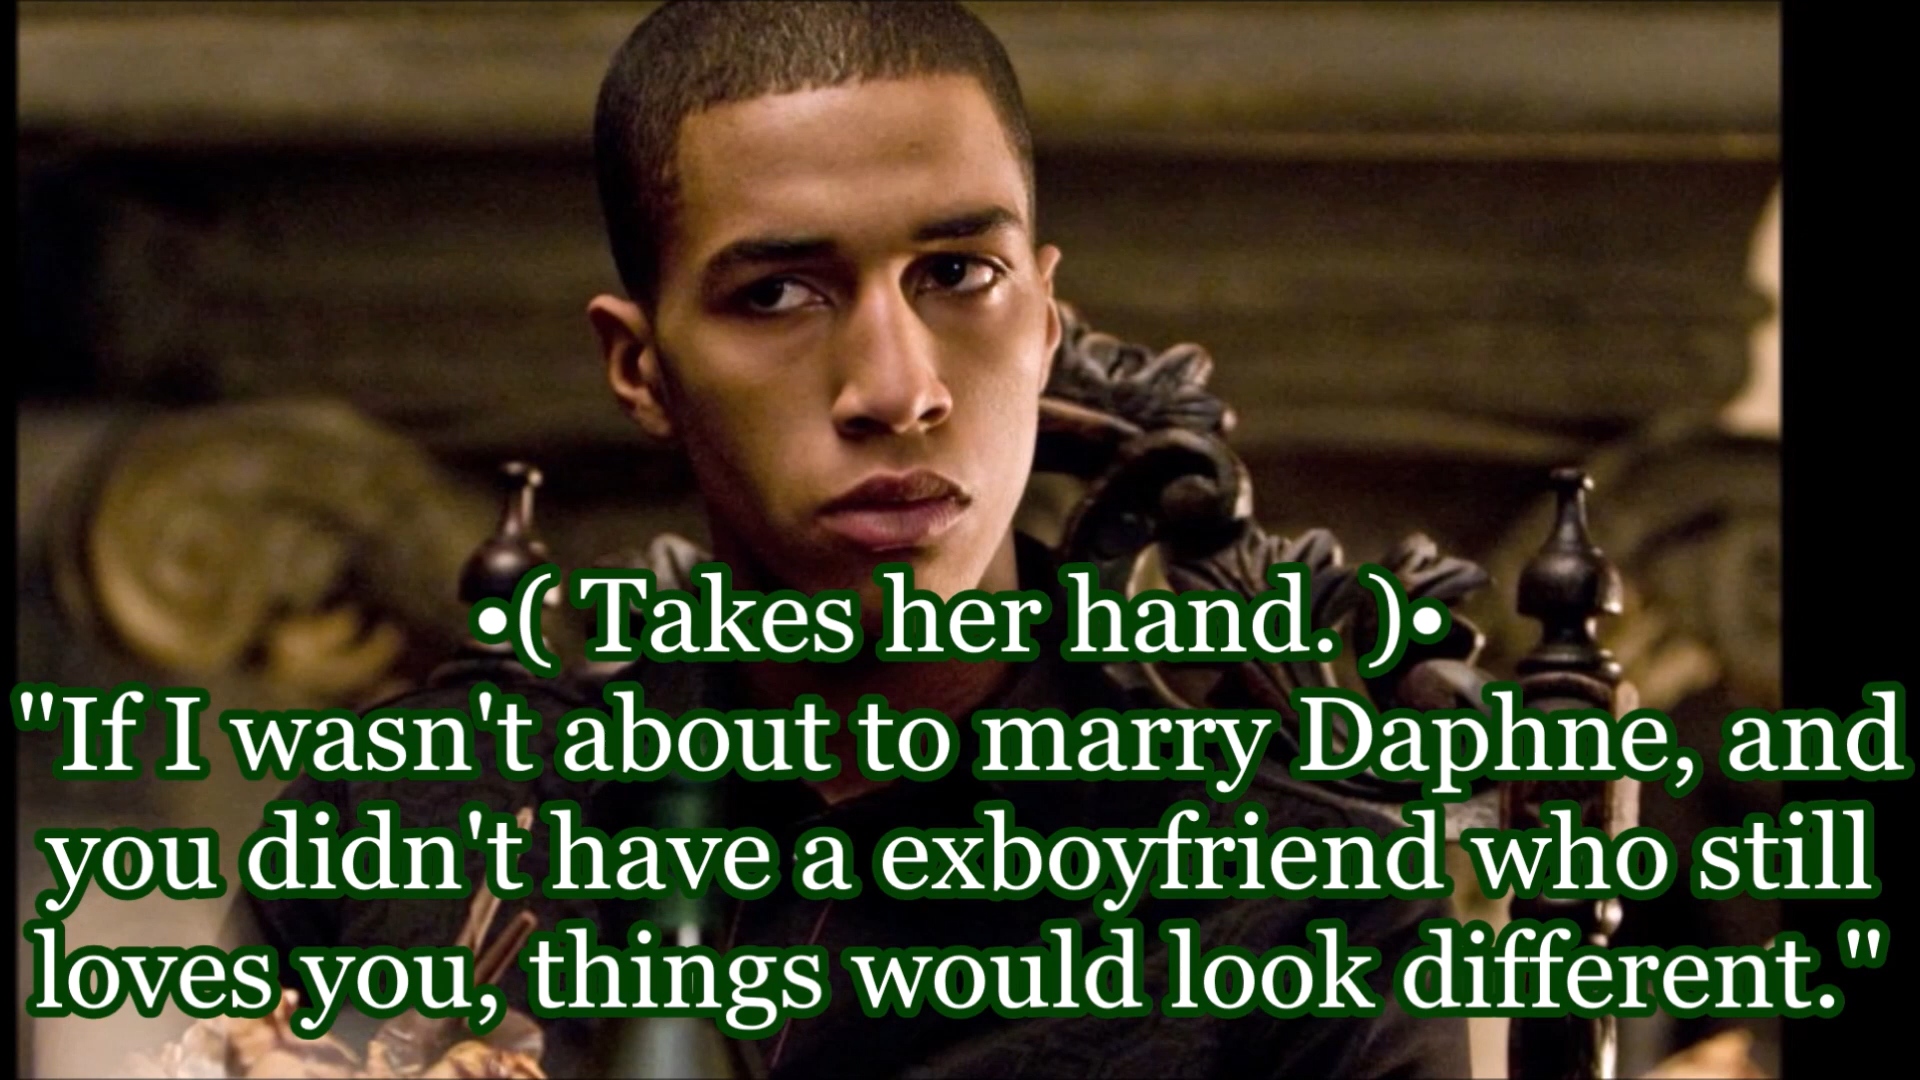 •( Takes her hand. )•
"If I wasn't about to marry Daphne, and
you didn't have a exboyfriend who still
loves you, things would look different."